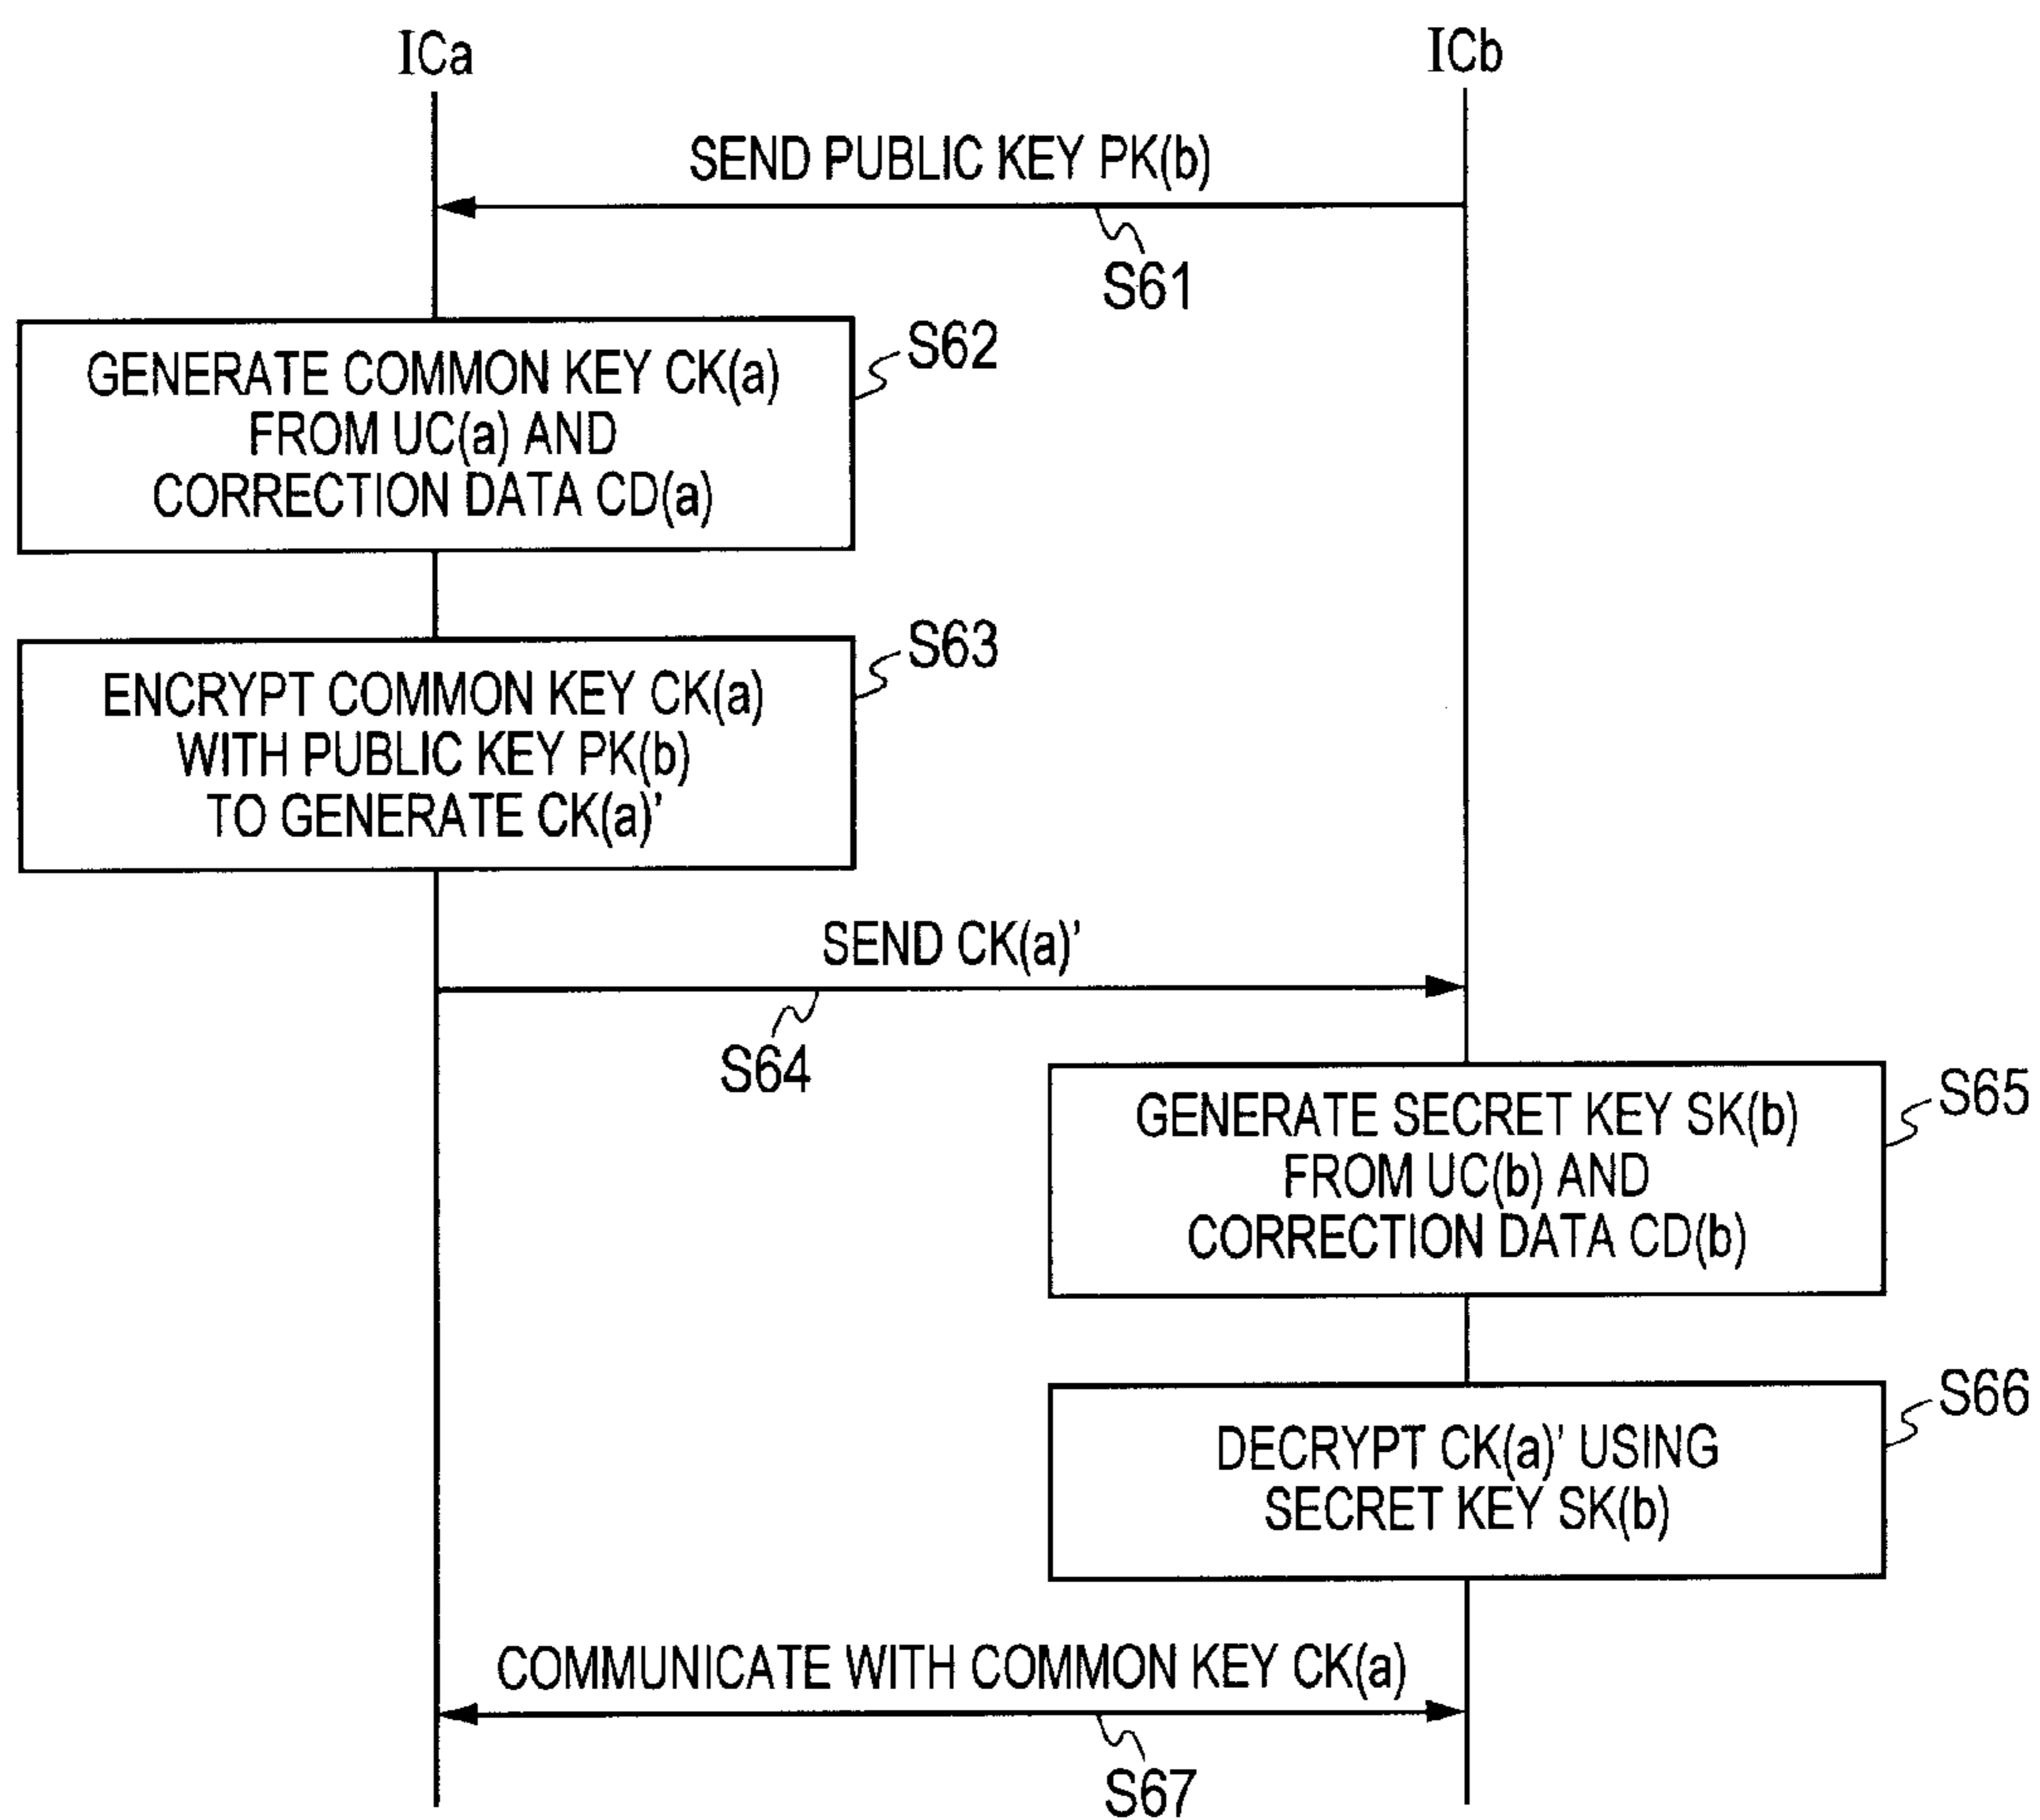 ICa
ICb
SEND PUBLIC KEY PK(b)
S61
GENERATE COMMON KEY CK(a)
FROM UC(a) AND
CORRECTION DATA CD(a)
S62
ENCRYPT COMMON KEY CK(a)
WITH PUBLIC KEY PK(b)
TO GENERATE CK(a)'
S63
SEND CK(a)'
S64
GENERATE SECRET KEY SK(b)
FROM UC(b) AND
CORRECTION DATA CD(b)
S65
DECRYPT CK(a)' USING
SECRET KEY SK(b)
S66
COMMUNICATE WITH COMMON KEY CK(a)
S67